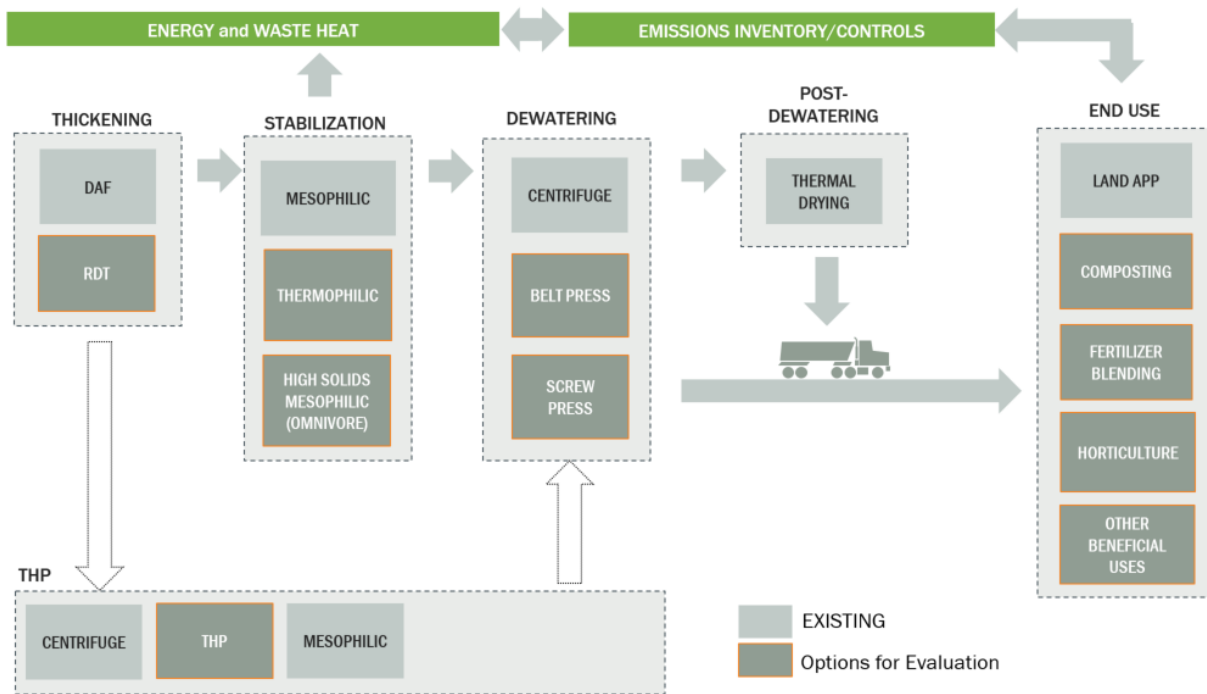 ENERGY and WASTE HEAT
EMISSIONS INVENTORY/CONTROLS
THICKENING
DAF
RDT
STABILIZATION
MESOPHILIC
THERMOPHILIC
HIGH SOLIDS
MESOPHILIC
(OMNIVORE)
DEWATERING
CENTRIFUGE
BELT PRESS
SCREW
PRESS
POST-
DEWATERING
THERMAL
DRYING
END USE
LAND APP
COMPOSTING
FERTILIZER
BLENDING
HORTICULTURE
OTHER
BENEFICIAL
USES
THP
CENTRIFUGE
THP
MESOPHILIC
EXISTING
Options for Evaluation